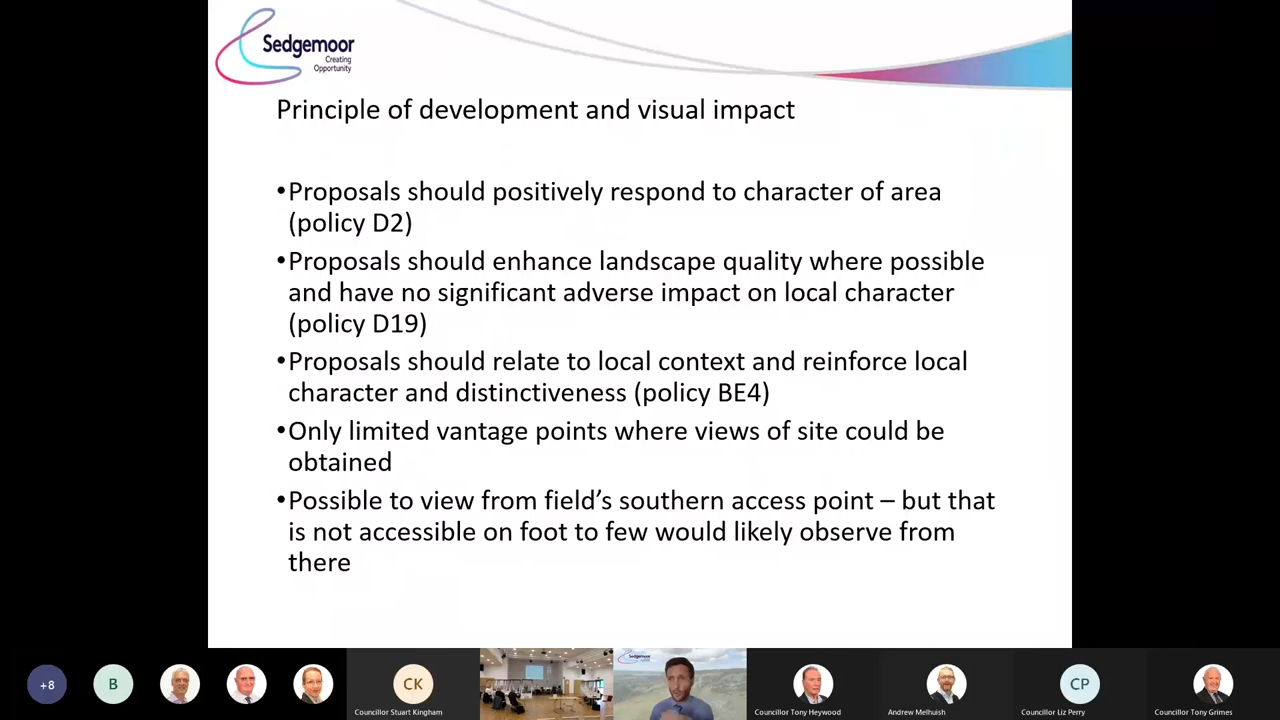 Sedgemoor
Creating
Opportunity
Principle of development and visual impact
•Proposals should positively respond to character of area
(policy D2)
•Proposals should enhance landscape quality where possible
and have no significant adverse impact on local character
(policy D19)
•Proposals should relate to local context and reinforce local
character and distinctiveness (policy BE4)
•Only limited vantage points where views of site could be
obtained
•Possible to view from field’s southern access point – but that
is not accessible on foot to few would likely observe from
there
+8
B
CK
Sedgemoor
CP
Councillor Stuart Kingham
Councillor Tony Heywood
Andrew Melhuish
Councillor Liz Perry
Councillor Tony Grimes